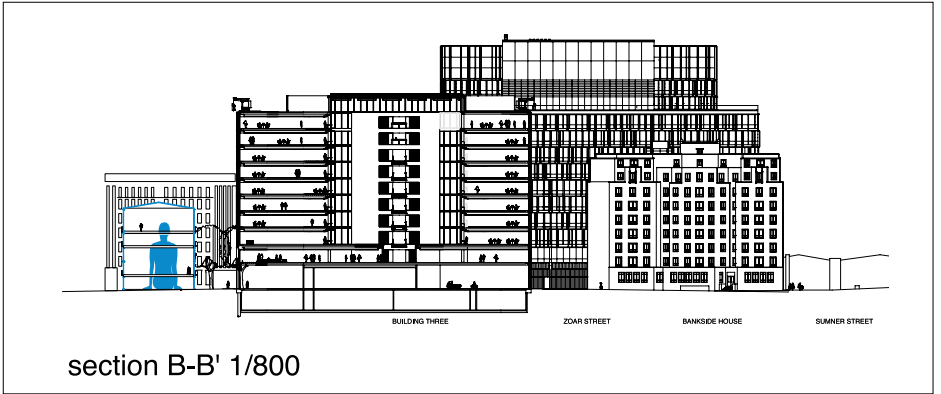 BUILDING THREE
ZOAR STREET
BANKSIDE HOUSE
SUMNER STREET
section B-B' 1/800